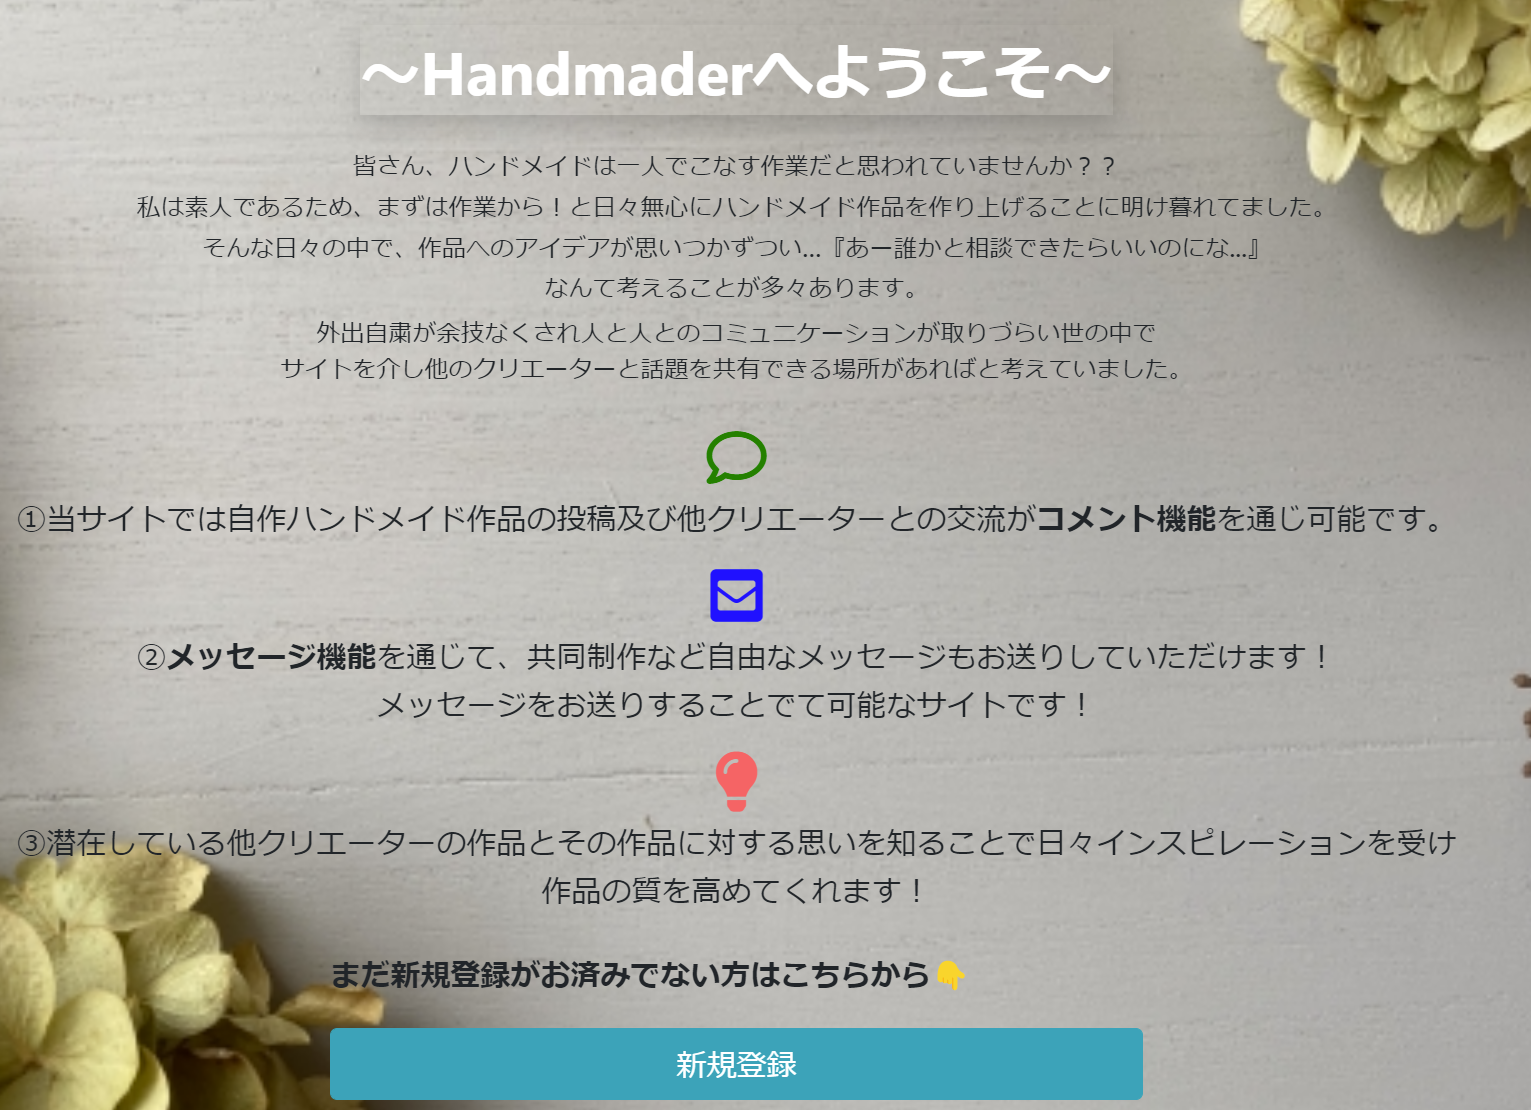 ～Handmaderへようこそ～
皆さん、ハンドメイドは一人でこなす作業だと思われていませんか？？
私は素人であるため、まずは作業から！と日々無心にハンドメイド作品を作り上げることに明け暮れてました。
そんな日々の中で、作品へのアイデアが思いつかずつい...『あー誰かと相談できたらいいのにな...』
なんて考えることが多々あります。
外出自粛が余技なくされ人と人とのコミュニケーションが取りづらい世の中で
サイトを介し他のクリエーターと話題を共有できる場所があればと考えていました。
①当サイトでは自作ハンドメイド作品の投稿及び他クリエーターとの交流がコメント機能を通じ可能です。
②メッセージ機能を通じて、共同制作など自由なメッセージもお送りしていただけます！
メッセージをお送りすることでて可能なサイトです！
③潜在している他クリエーターの作品とその作品に対する思いを知ることで日々インスピレーションを受け
作品の質を高めてくれます！
まだ新規登録がお済みでない方はこちらから👇
新規登録